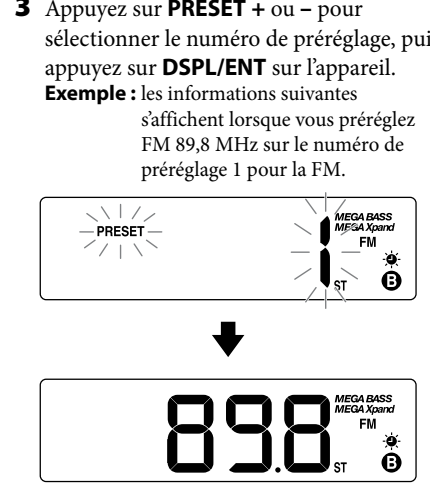 3 Appuyez sur PRESET + ou – pour
sélectionner le numéro de préréglage, pui
appuyez sur DSPL/ENT sur l’appareil.
Exemple : les informations suivantes
s’affichent lorsque vous préréglez
FM 89,8 MHz sur le numéro de
préréglage 1 pour la FM.
PRESET
1
MEGA BASS
MEGA Xpand
FM
ST
B
89.8
MEGA BASS
MEGA Xpand
FM
ST
B